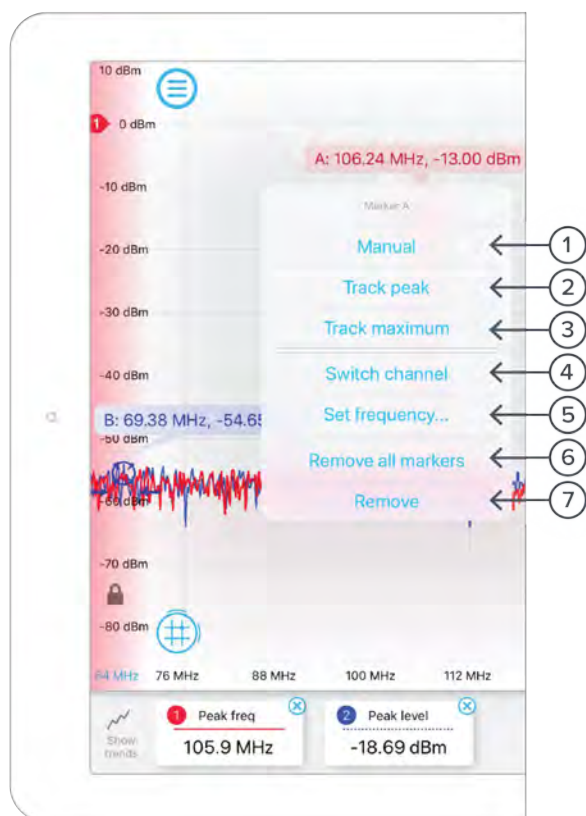 10 dBm
1 0 dBm
A: 106.24 MHz, -13.00 dBm
-10 dBm
Marker A
Manual
1
-20 dBm
Track peak
2
-30 dBm
Track maximum
3
-40 dBm
Switch channel
4
B: 69.38 MHz, -54.65
Set frequency...
5
-50 dBm
Remove all markers
6
-60 dBm
Remove
7
-70 dBm
-80 dBm
64 MHz 76 MHz 88 MHz 100 MHz 112 MHz
Show
trends
1 Peak freq
105.9 MHz
2 Peak level
-18.69 dBm